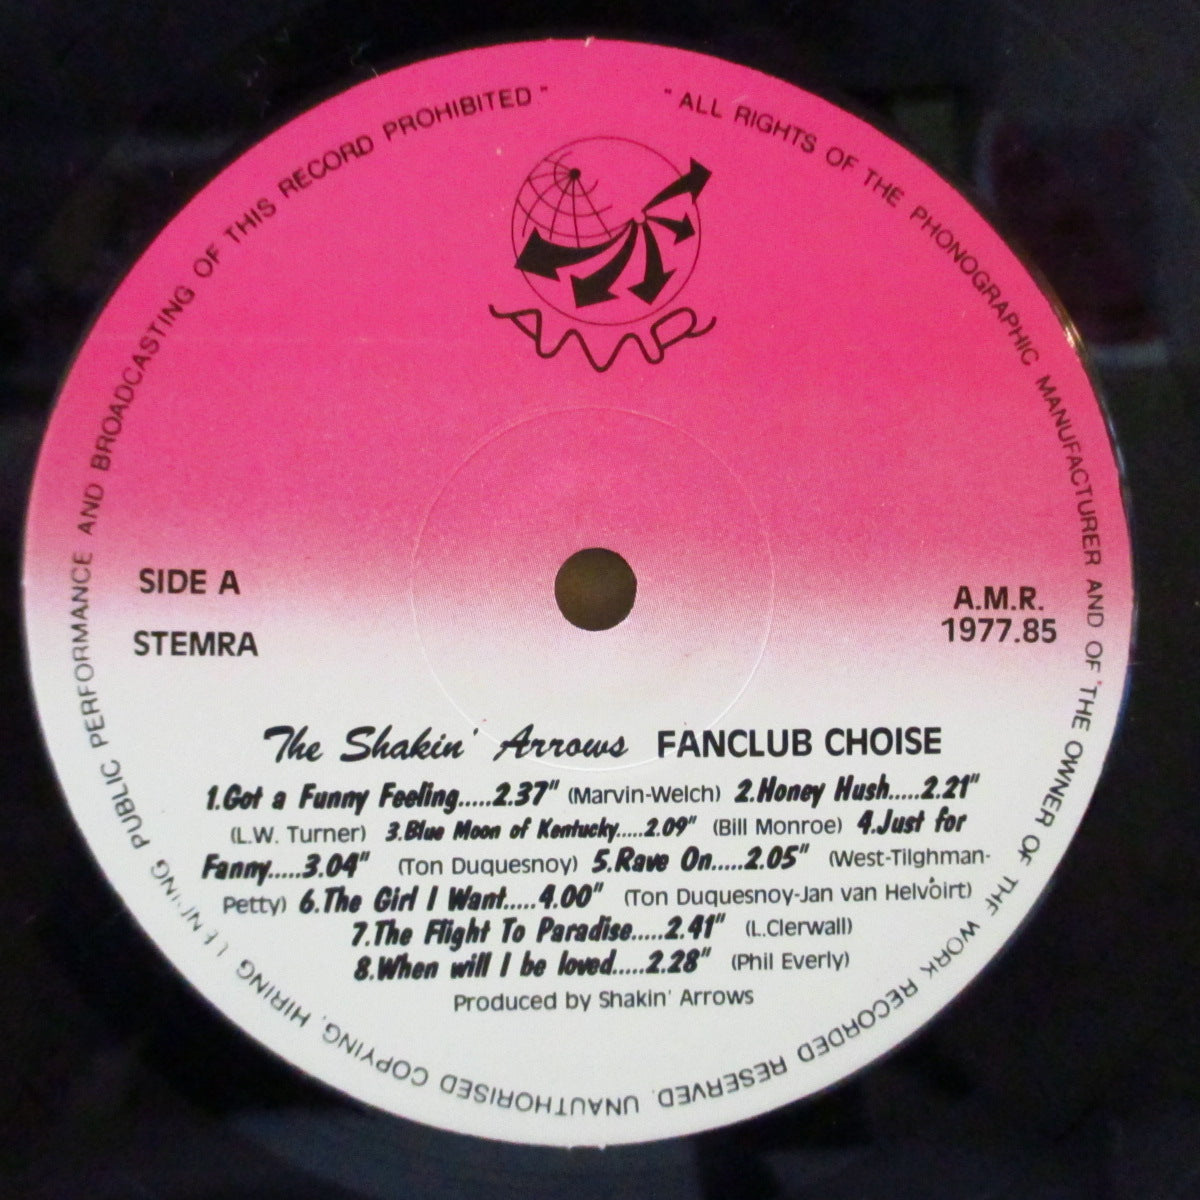 " ALL RIGHTS OF THE PHONOGRAPHIC MANUFACTURER AND OF THE OWNER OF THE WORK RECORDED RESERVED. UNAUTHORISED COPYING, HIRING, LENDING PUBLIC PERFORMANCE AND BROADCASTING OF THIS RECORD PROHIBITED "
AMR
SIDE A
STEMRA
A.M.R.
1977.85
The Shakin' Arrows FANCLUB CHOISE
1.Got a Funny Feeling.....2.37" (Marvin-Welch) 2.Honey Hush.....2.21"
(L.W. Turner) 3.Blue Moon of Kentucky.....2.09" (Bill Monroe) 4.Just for
Fanny.....3.04" (Ton Duquesnoy) 5.Rave On.....2.05" (West-Tilghman-
Petty) 6.The Girl I Want.....4.00" (Ton Duquesnoy-Jan van Helvoirt)
7.The Flight To Paradise.....2.41" (L.Clerwall)
8.When will I be loved.....2.28" (Phil Everly)
Produced by Shakin' Arrows